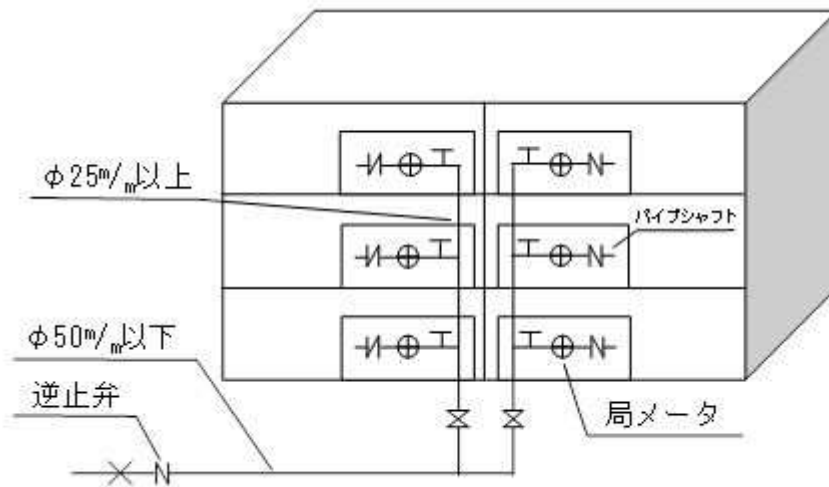 φ25m/m以上
パイプシャフト
φ50m/m以下
逆止弁
局メータ